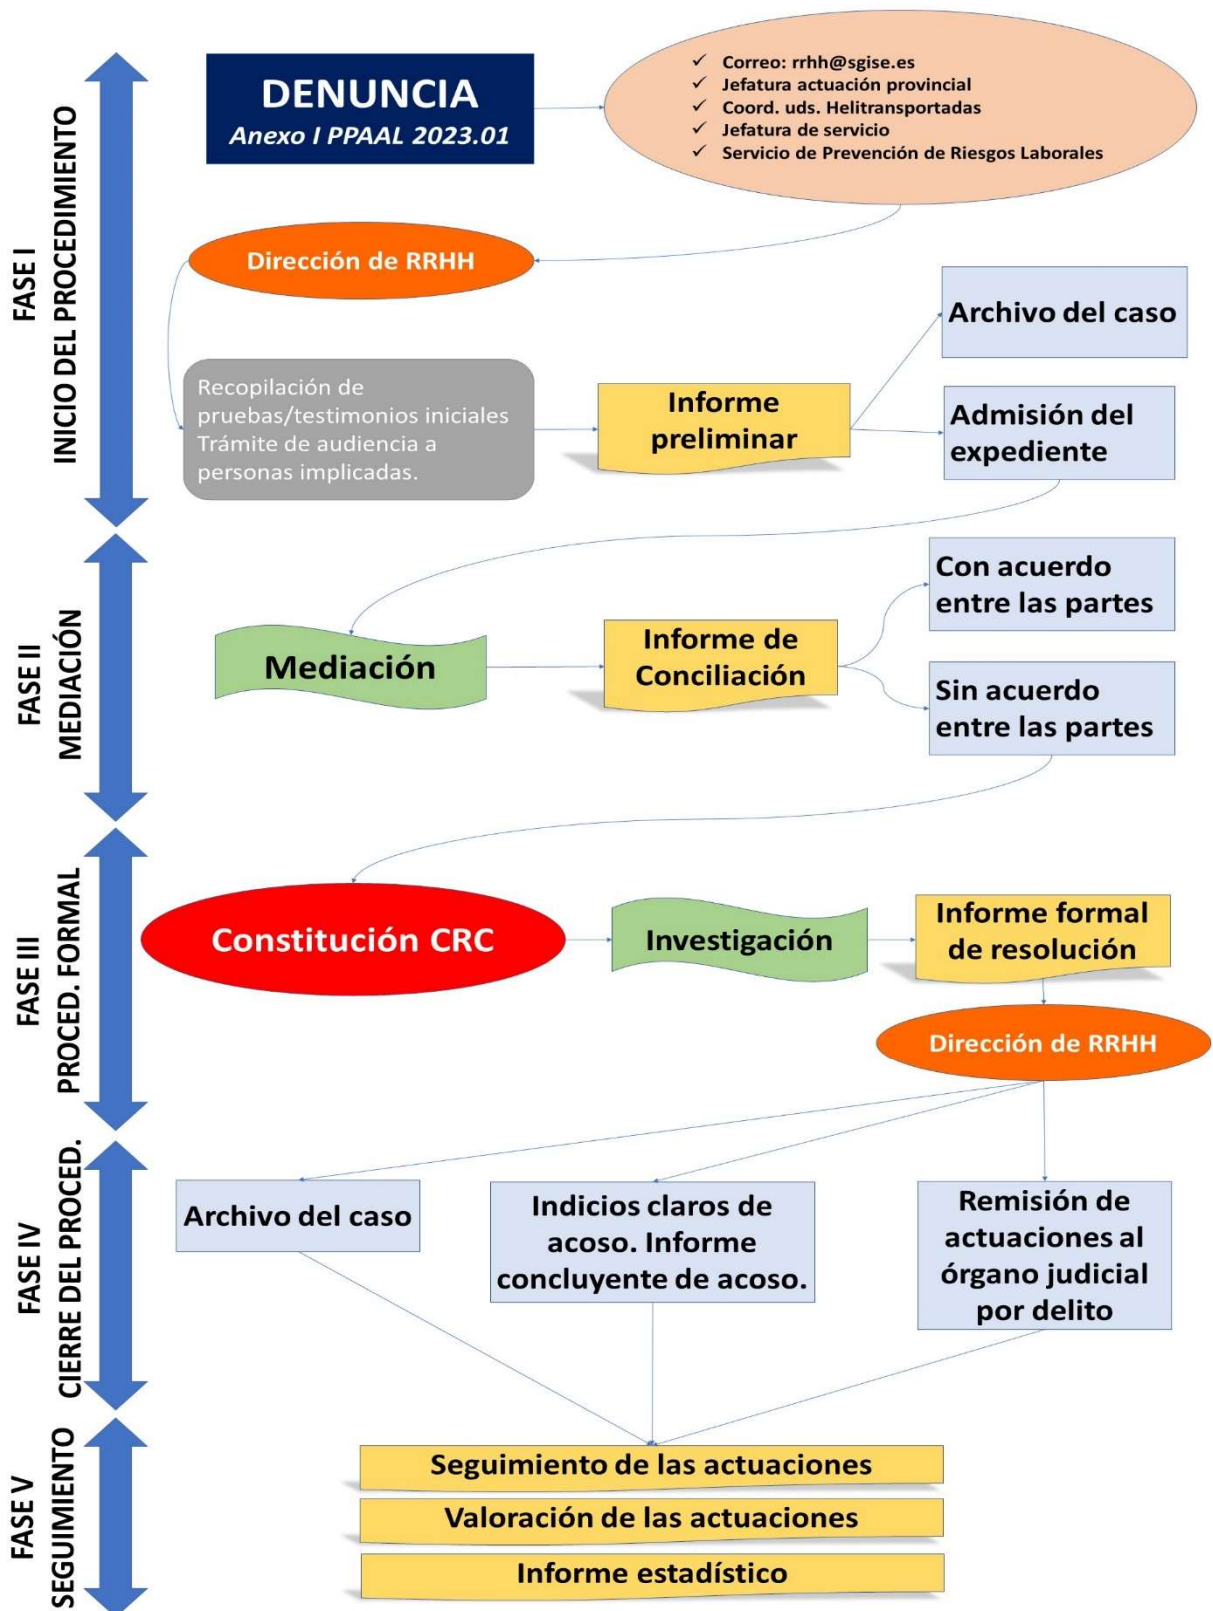 FASE I
INICIO DEL PROCEDIMIENTO
DENUNCIA
Anexo I PPAAL 2023.01
✓ Correo: rrhh@sgise.es
✓ Jefatura actuación provincial
✓ Coord. uds. Helitransportadas
✓ Jefatura de servicio
✓ Servicio de Prevención de Riesgos Laborales
Dirección de RRHH
Recopilación de
pruebas/testimonios iniciales
Trámite de audiencia a
personas implicadas.
Informe
preliminar
Archivo del caso
Admisión del
expediente
FASE II
MEDIACIÓN
Mediación
Informe de
Conciliación
Con acuerdo
entre las partes
Sin acuerdo
entre las partes
FASE III
PROCED. FORMAL
Constitución CRC
Investigación
Informe formal
de resolución
Dirección de RRHH
FASE IV
CIERRE DEL PROCED.
Archivo del caso
Indicios claros de
acoso. Informe
concluyente de acoso.
Remisión de
actuaciones al
órgano judicial
por delito
FASE V
SEGUIMIENTO
Seguimiento de las actuaciones
Valoración de las actuaciones
Informe estadístico